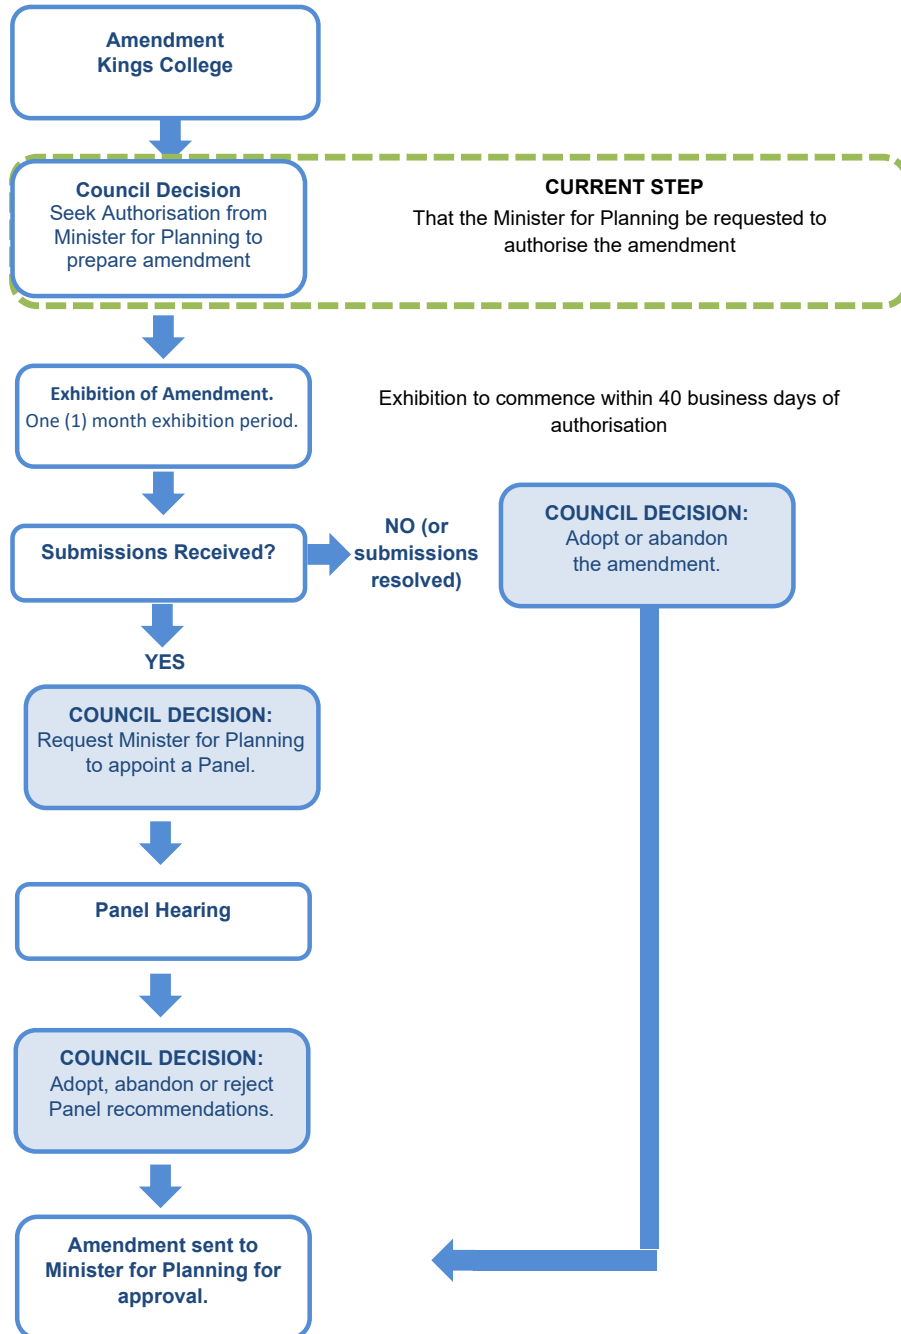 Amendment
Kings College
Council Decision
Seek Authorisation from
Minister for Planning to
prepare amendment
CURRENT STEP
That the Minister for Planning be requested to
authorise the amendment
Exhibition of Amendment.
One (1) month exhibition period.
Exhibition to commence within 40 business days of
authorisation
Submissions Received?
NO (or
submissions
resolved)
COUNCIL DECISION:
Adopt or abandon
the amendment.
YES
COUNCIL DECISION:
Request Minister for Planning
to appoint a Panel.
Panel Hearing
COUNCIL DECISION:
Adopt, abandon or reject
Panel recommendations.
Amendment sent to
Minister for Planning for
approval.